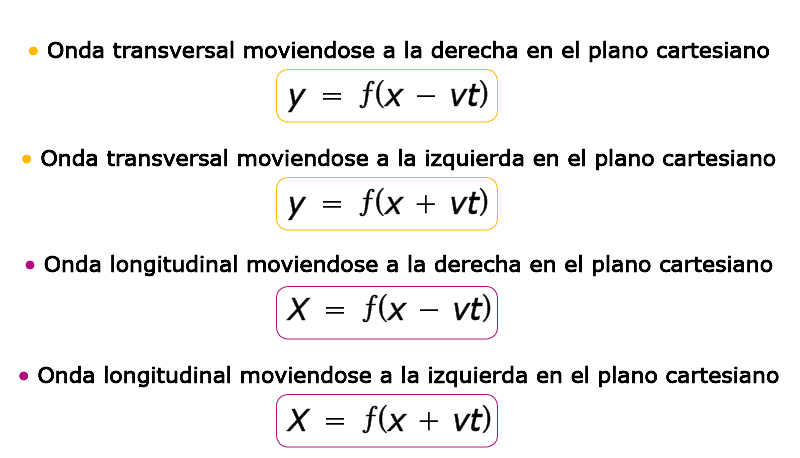 • Onda transversal moviendose a la derecha en el plano cartesiano
y = f(x − vt)
• Onda transversal moviendose a la izquierda en el plano cartesiano
y = f(x + vt)
• Onda longitudinal moviendose a la derecha en el plano cartesiano
X = f(x − vt)
• Onda longitudinal moviendose a la izquierda en el plano cartesiano
X = f(x + vt)